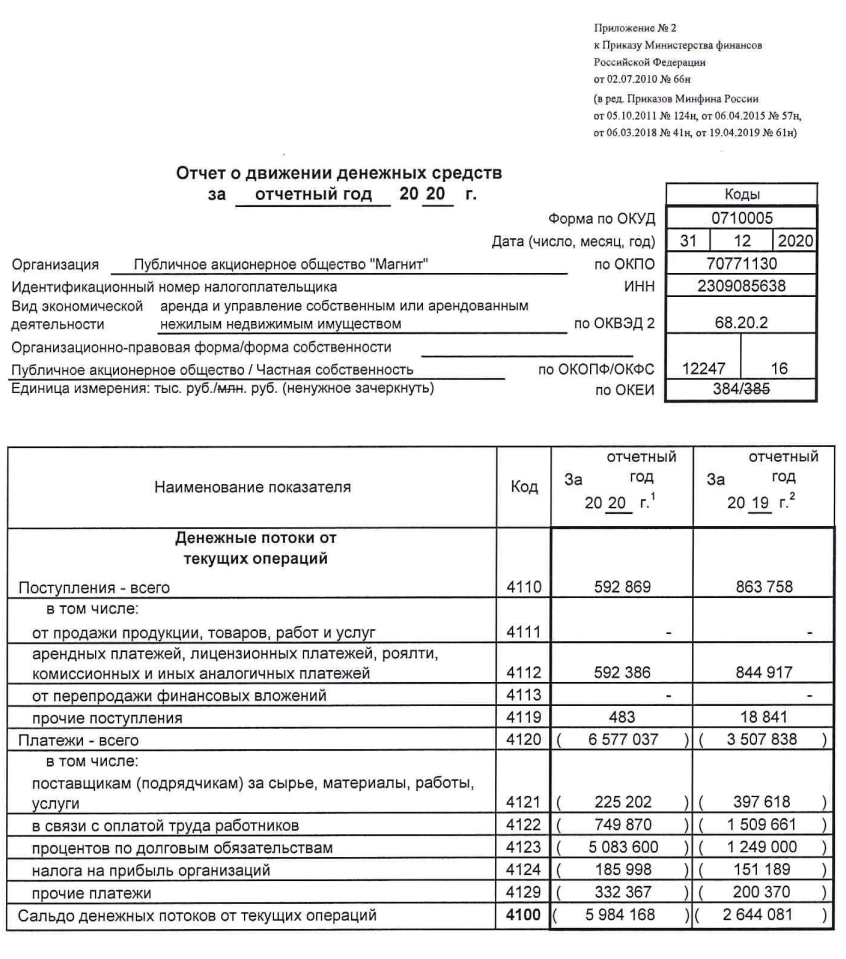 Приложение № 2
к Приказу Министерства финансов
Российской Федерации
от 02.07.2010 № 66н
(в ред. Приказов Минфина России
от 05.10.2011 № 124н, от 06.04.2015 № 57н,
от 06.03.2018 № 41н, от 19.04.2019 № 61н)
Отчет о движении денежных средств
за отчетный год 20 20 г.
Коды
Форма по ОКУД 0710005
Дата (число, месяц, год) 31 12 2020
Организация Публичное акционерное общество "Магнит" по ОКПО 70771130
Идентификационный номер налогоплательщика ИНН 2309085638
Вид экономической аренда и управление собственным или арендованным
деятельности нежилым недвижимым имуществом по ОКВЭД 2 68.20.2
Организационно-правовая форма/форма собственности
Публичное акционерное общество / Частная собственность по ОКОПФ/ОКФС 12247 16
Единица измерения: тыс. руб./млн. руб. (ненужное зачеркнуть) по ОКЕИ 384/385
Наименование показателя Код За отчетный год 20 20 г.1 За отчетный год 20 19 г.2
Денежные потоки от
текущих операций
Поступления - всего 4110 592 869 863 758
в том числе:
от продажи продукции, товаров, работ и услуг 4111 - -
арендных платежей, лицензионных платежей, роялти,
комиссионных и иных аналогичных платежей 4112 592 386 844 917
от перепродажи финансовых вложений 4113 - -
прочие поступления 4119 483 18 841
Платежи - всего 4120 ( 6 577 037 ) ( 3 507 838 )
в том числе:
поставщикам (подрядчикам) за сырье, материалы, работы,
услуги 4121 ( 225 202 ) ( 397 618 )
в связи с оплатой труда работников 4122 ( 749 870 ) ( 1 509 661 )
процентов по долговым обязательствам 4123 ( 5 083 600 ) ( 1 249 000 )
налога на прибыль организаций 4124 ( 185 998 ) ( 151 189 )
прочие платежи 4129 ( 332 367 ) ( 200 370 )
Сальдо денежных потоков от текущих операций 4100 ( 5 984 168 ) ( 2 644 081 )